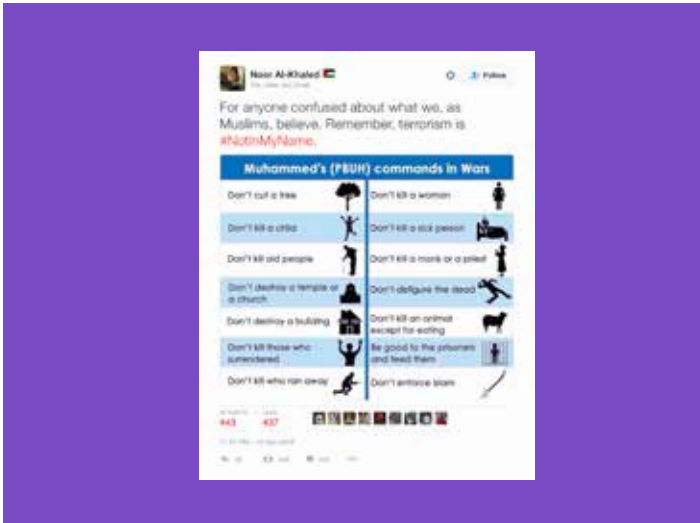 Noor Al-Khaled
Follow
For anyone confused about what we, as
Muslims, believe. Remember, terrorism is
#NotInMyName.
Muhammed's (PBUH) commands in Wars
Don't cut a tree
Don't kill a woman
Don't kill a child
Don't kill a sick person
Don't kill old people
Don't kill a monk or a priest
Don't destroy a temple or
a church
Don't disfigure the dead
Don't destroy a building
Don't kill an animal
except for eating
Don't kill those who
surrendered
Be good to the prisoners
and feed them
Don't kill who ran away
Don't enforce Islam
443
437